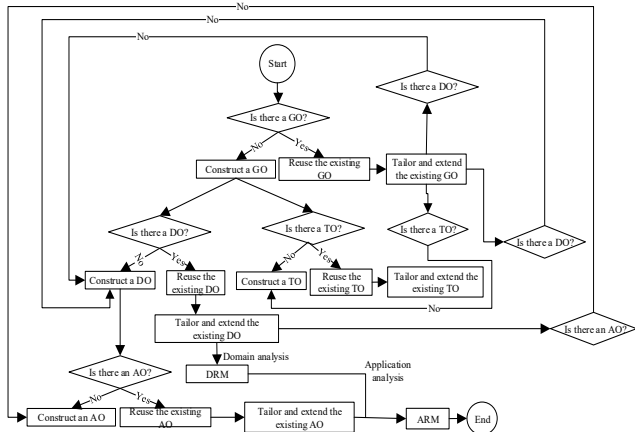 No
No
No
Start
Is there a DO?
Is there a GO?
No
Yes
Construct a GO
Reuse the existing
GO
Tailor and extend
the existing GO
Is there a DO?
Is there a TO?
Is there a TO?
Is there a DO?
No
Yes
No
Yes
Construct a DO
Reuse the
existing DO
Construct a TO
Reuse the
existing TO
Tailor and extend the
existing TO
No
Tailor and extend the
existing DO
Is there an AO?
Domain analysis
Application
analysis
Is there an AO?
DRM
No
Yes
Construct an AO
Reuse the existing
AO
Tailor and extend the
existing AO
ARM
End